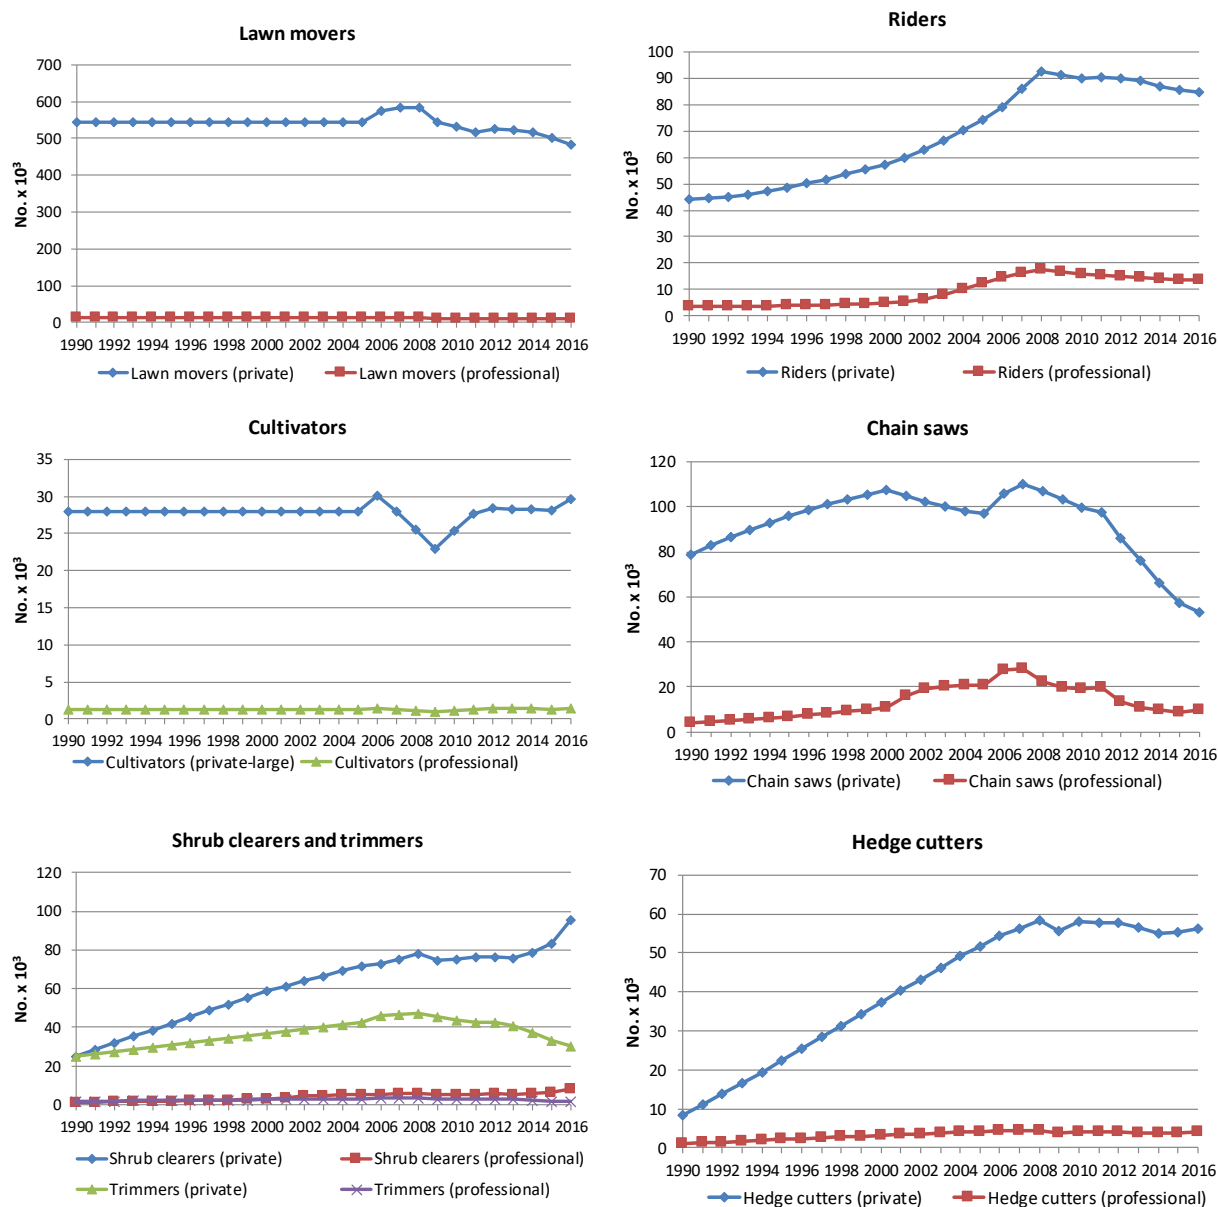 Lawn movers
No. x 10³
700
600
500
400
300
200
100
0
1990 1992 1994 1996 1998 2000 2002 2004 2006 2008 2010 2012 2014 2016
Lawn movers (private) Lawn movers (professional)
Riders
No. x 10³
100
90
80
70
60
50
40
30
20
10
0
1990 1992 1994 1996 1998 2000 2002 2004 2006 2008 2010 2012 2014 2016
Riders (private) Riders (professional)
Cultivators
No. x 10³
35
30
25
20
15
10
5
0
1990 1992 1994 1996 1998 2000 2002 2004 2006 2008 2010 2012 2014 2016
Cultivators (private-large) Cultivators (professional)
Chain saws
No. x 10³
120
100
80
60
40
20
0
1990 1992 1994 1996 1998 2000 2002 2004 2006 2008 2010 2012 2014 2016
Chain saws (private) Chain saws (professional)
Shrub clearers and trimmers
No. x 10³
120
100
80
60
40
20
0
1990 1992 1994 1996 1998 2000 2002 2004 2006 2008 2010 2012 2014 2016
Shrub clearers (private) Shrub clearers (professional)
Trimmers (private) Trimmers (professional)
Hedge cutters
No. x 10³
70
60
50
40
30
20
10
0
1990 1992 1994 1996 1998 2000 2002 2004 2006 2008 2010 2012 2014 2016
Hedge cutters (private) Hedge cutters (professional)